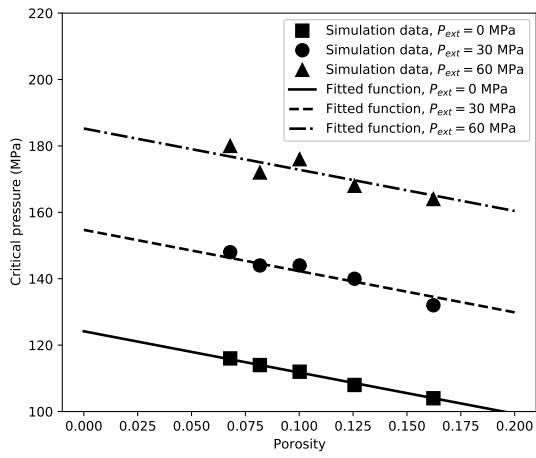 220
200
180
160
140
120
100
Critical pressure (MPa)
Simulation data, P_ext = 0 MPa
Simulation data, P_ext = 30 MPa
Simulation data, P_ext = 60 MPa
Fitted function, P_ext = 0 MPa
Fitted function, P_ext = 30 MPa
Fitted function, P_ext = 60 MPa
0.000 0.025 0.050 0.075 0.100 0.125 0.150 0.175 0.200
Porosity